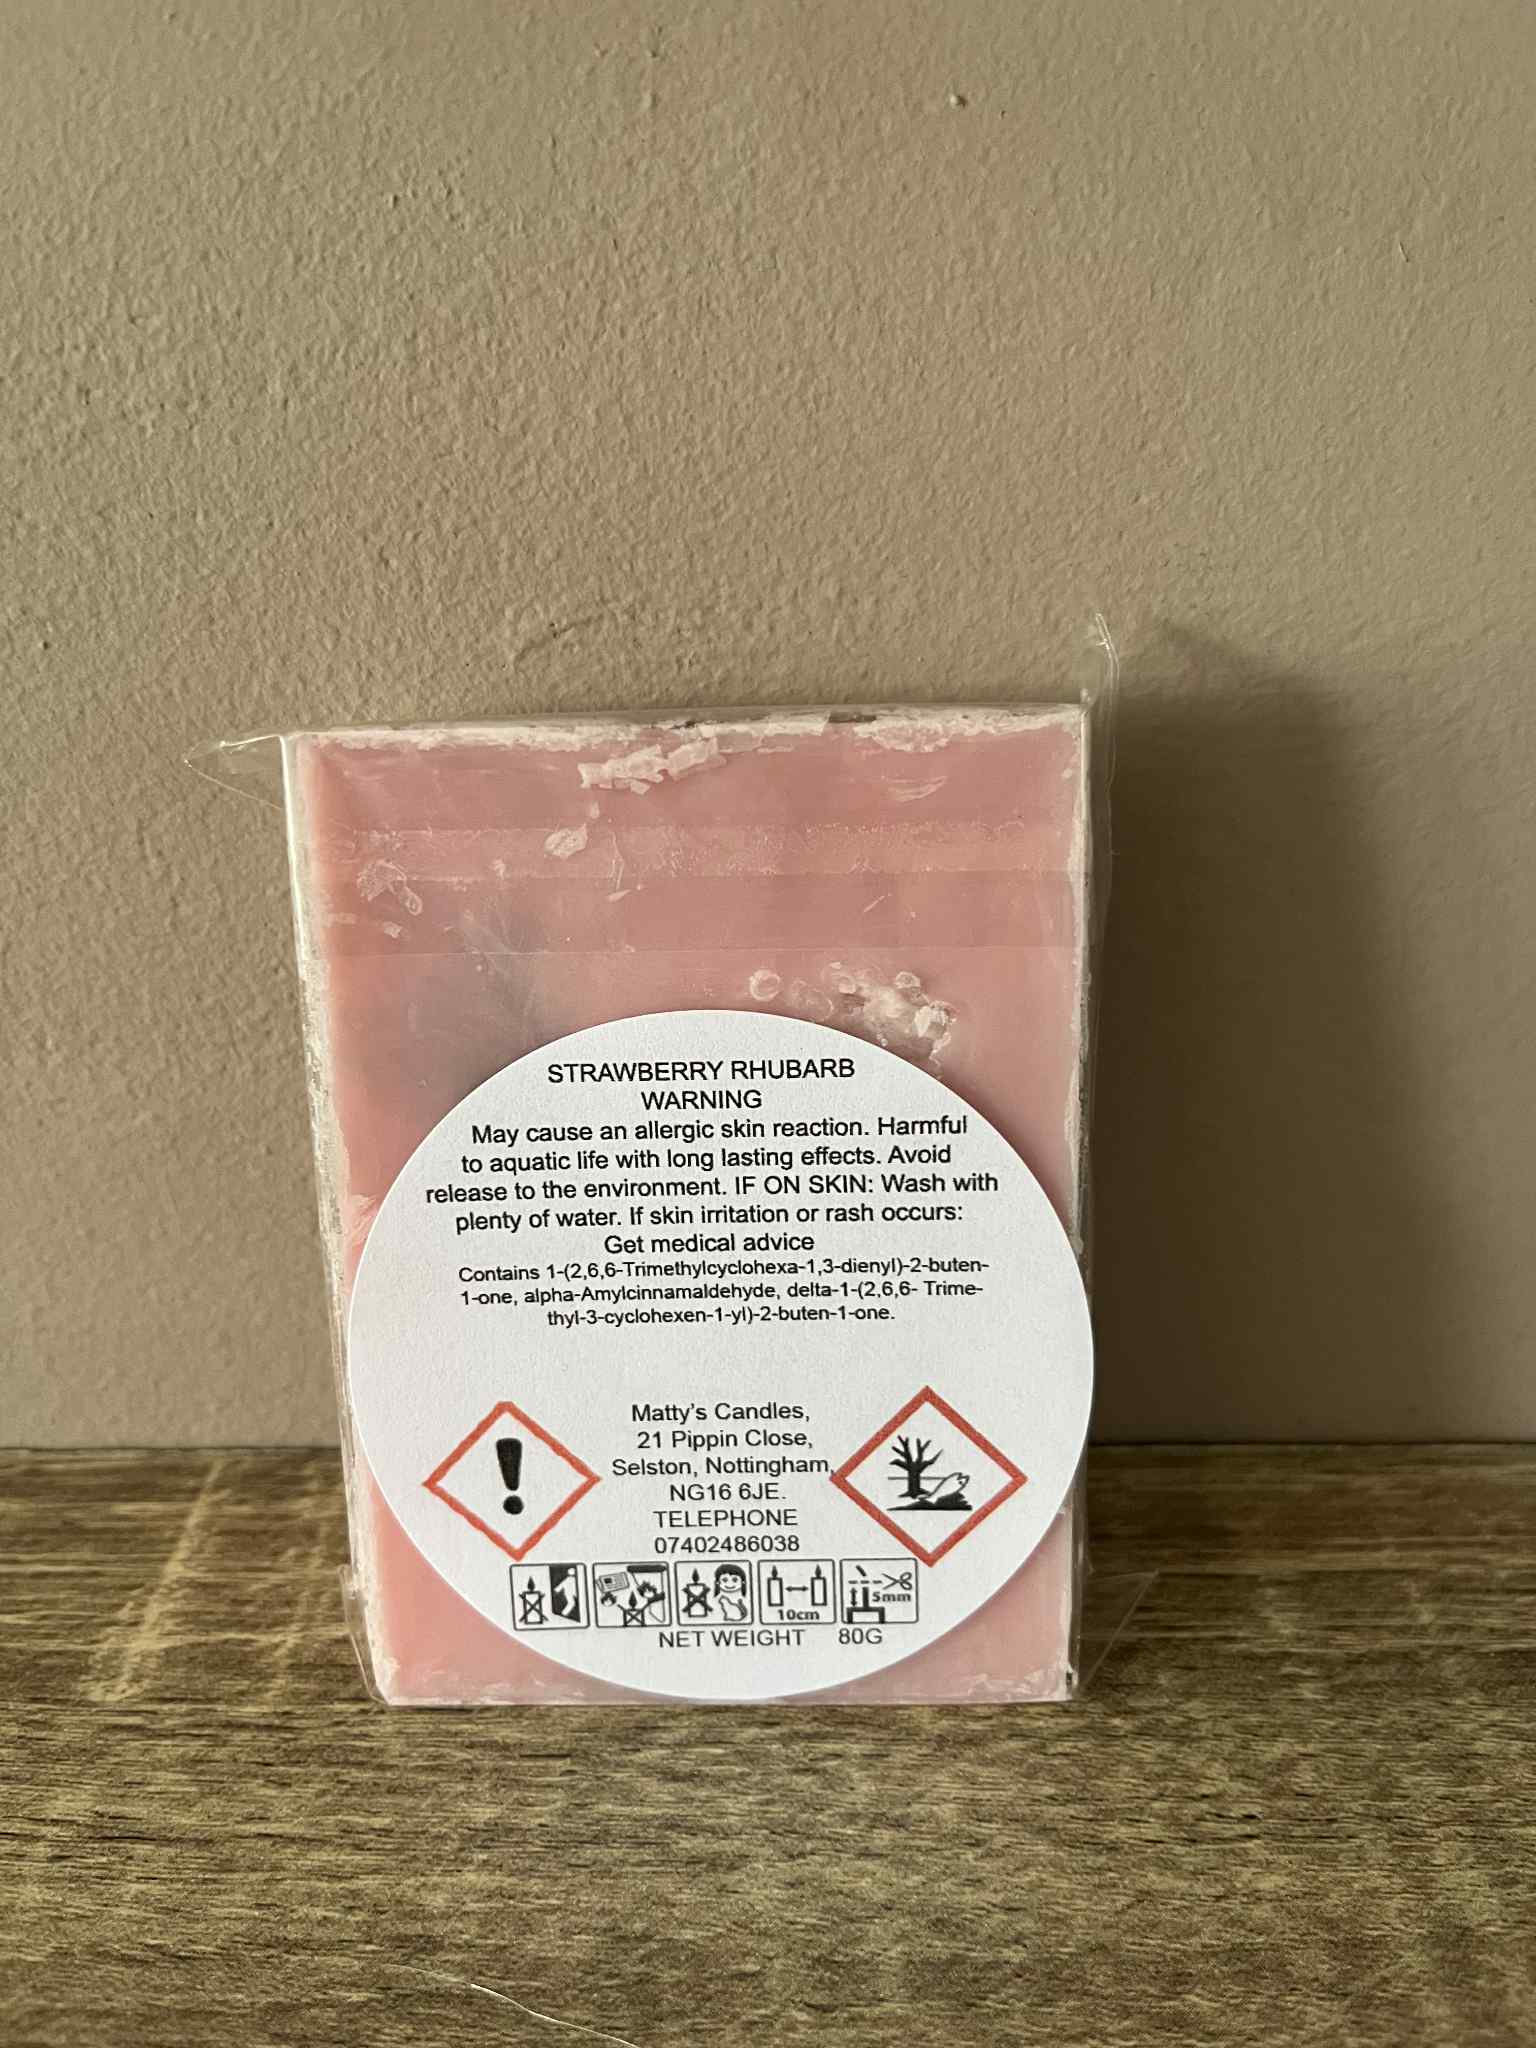 STRAWBERRY RHUBARB
WARNING
May cause an allergic skin reaction. Harmful
to aquatic life with long lasting effects. Avoid
release to the environment. IF ON SKIN: Wash with
plenty of water. If skin irritation or rash occurs:
Get medical advice
Contains 1-(2,6,6-Trimethylcyclohexa-1,3-dienyl)-2-buten-
1-one, alpha-Amylcinnamaldehyde, delta-1-(2,6,6- Trime-
thyl-3-cyclohexen-1-yl)-2-buten-1-one.
Matty's Candles,
21 Pippin Close,
Selston, Nottingham,
NG16 6JE.
TELEPHONE
07402486038
10cm
5mm
NET WEIGHT 80G